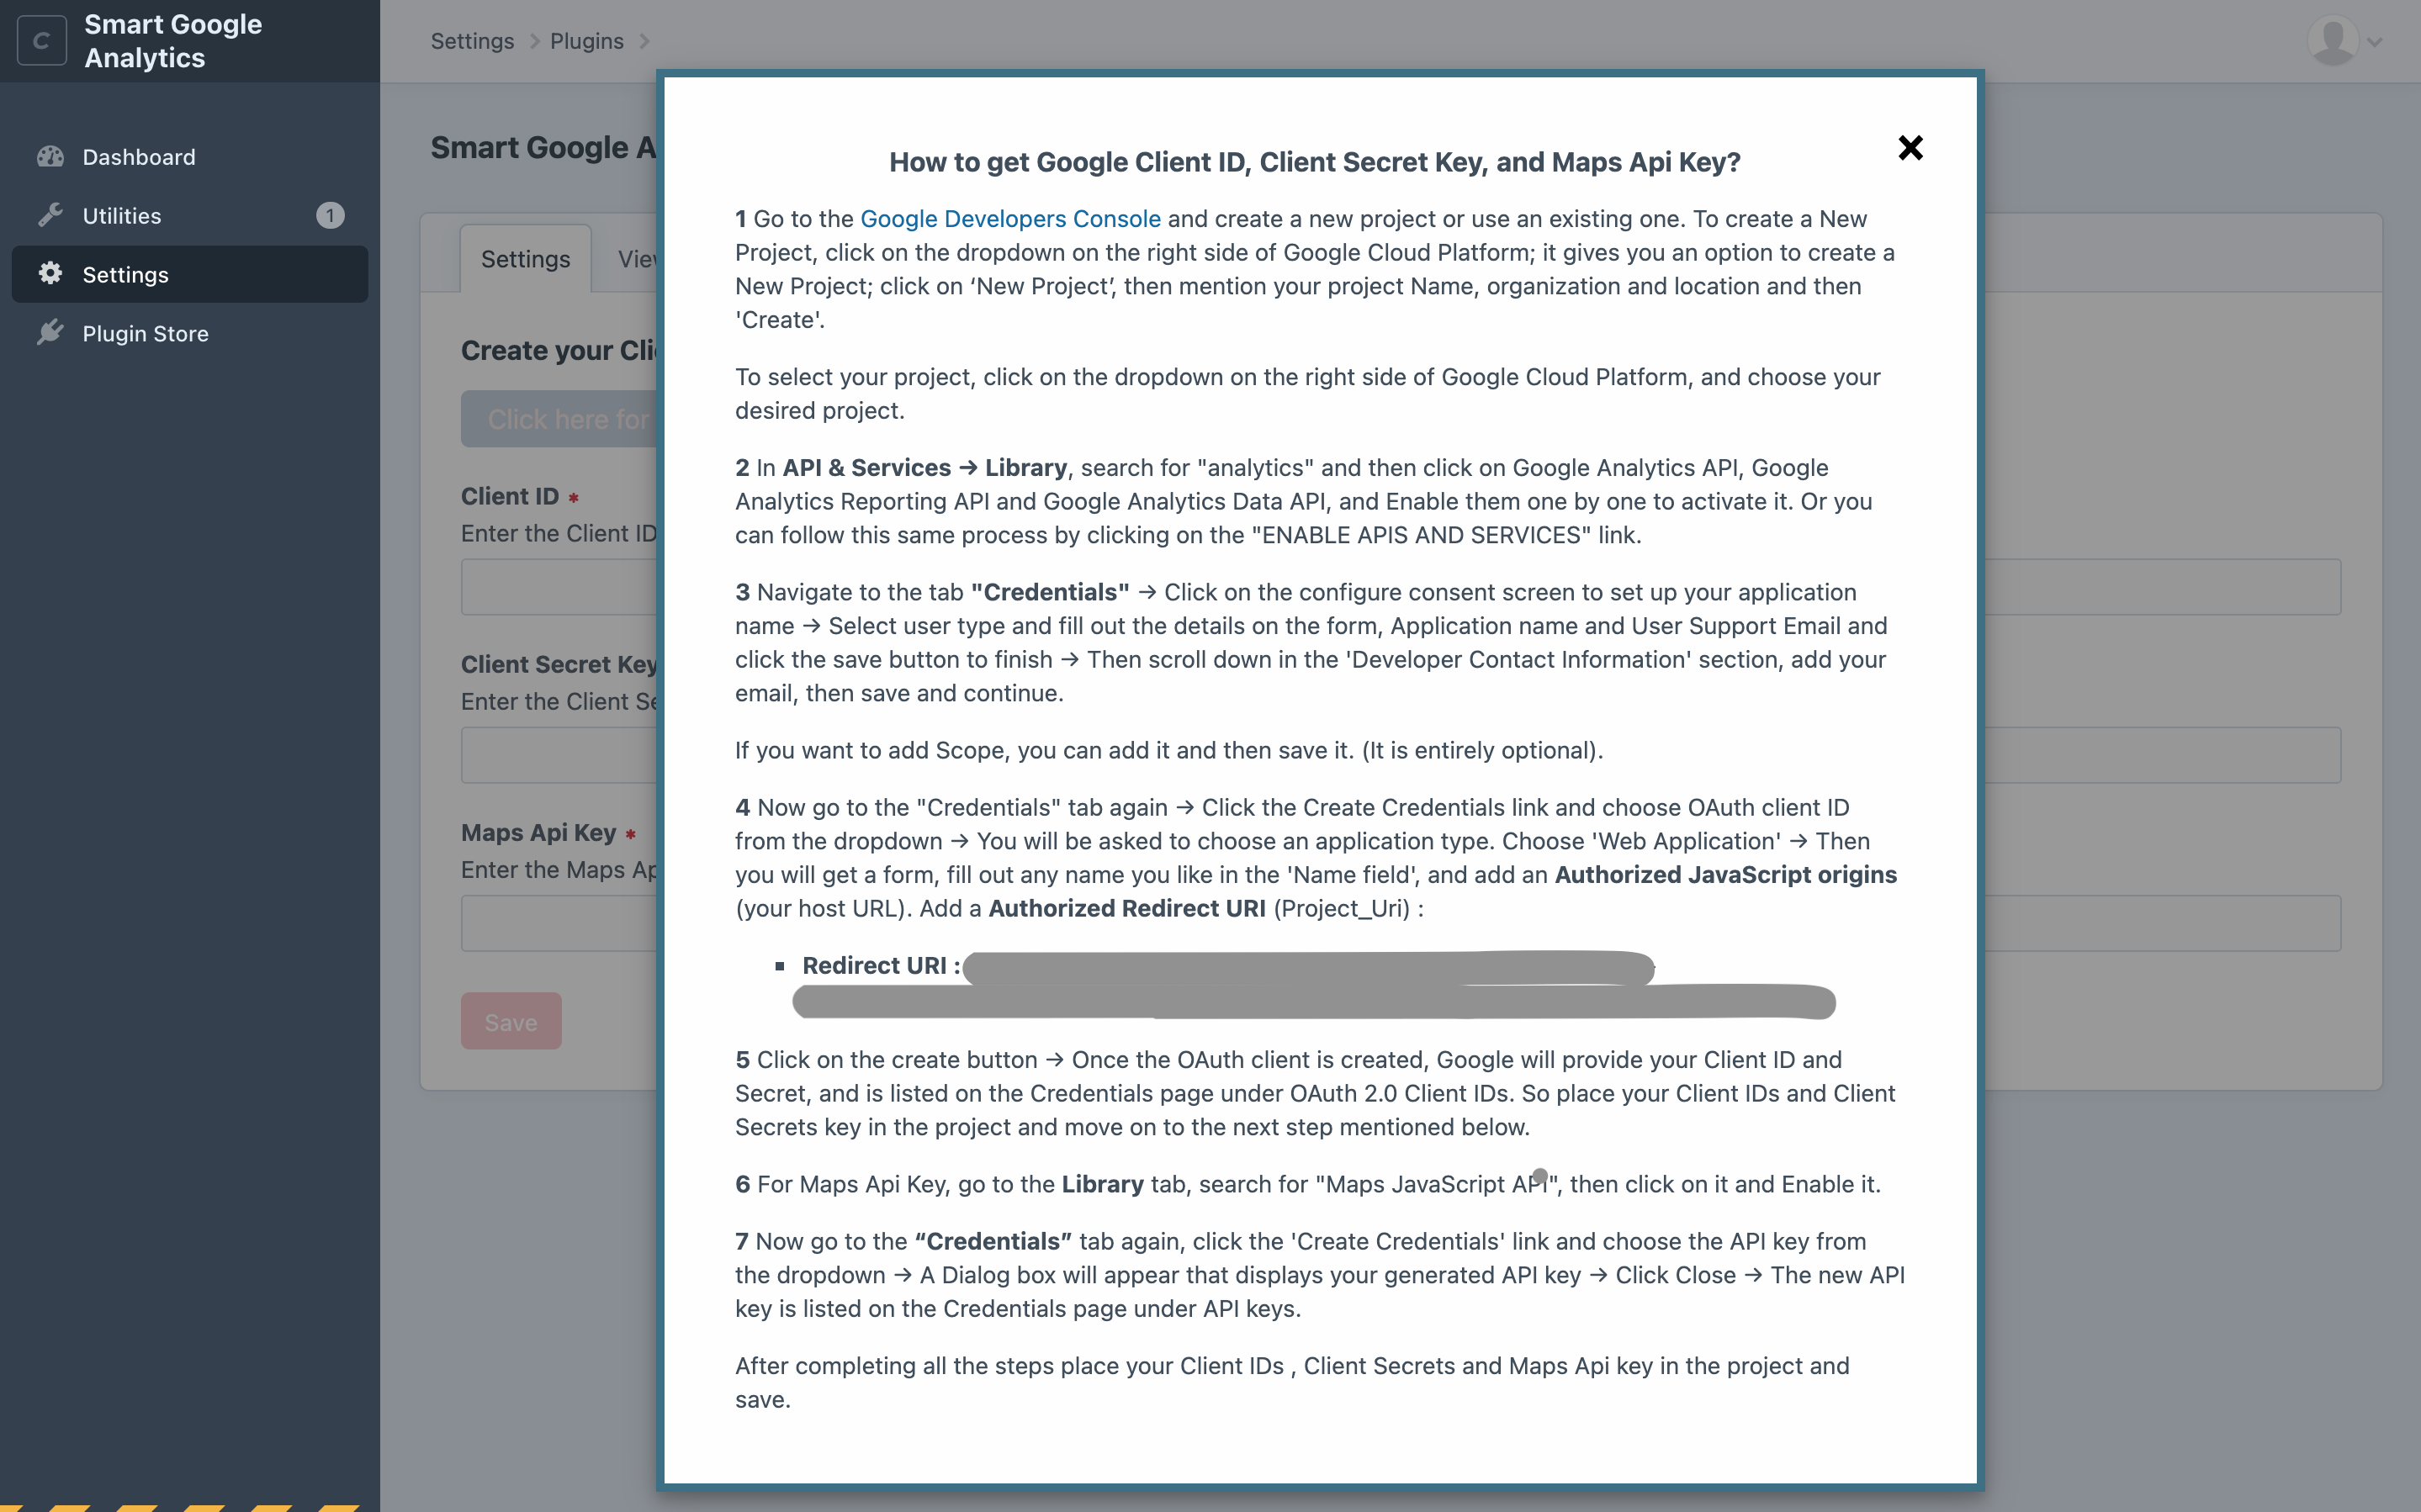 C
Smart Google
Analytics
Dashboard
Utilities 1
Settings
Plugin Store
Settings Plugins
Smart Google A
Settings
Create your Cli
Click here for
Client ID *
Enter the Client ID
Client Secret Key
Enter the Client Se
Maps Api Key *
Enter the Maps Ap
Save
How to get Google Client ID, Client Secret Key, and Maps Api Key?
1 Go to the Google Developers Console and create a new project or use an existing one. To create a New
Project, click on the dropdown on the right side of Google Cloud Platform; it gives you an option to create a
New Project; click on ‘New Project’, then mention your project Name, organization and location and then
'Create'.
To select your project, click on the dropdown on the right side of Google Cloud Platform, and choose your
desired project.
2 In API & Services → Library, search for "analytics" and then click on Google Analytics API, Google
Analytics Reporting API and Google Analytics Data API, and Enable them one by one to activate it. Or you
can follow this same process by clicking on the "ENABLE APIS AND SERVICES" link.
3 Navigate to the tab "Credentials" → Click on the configure consent screen to set up your application
name → Select user type and fill out the details on the form, Application name and User Support Email and
click the save button to finish → Then scroll down in the 'Developer Contact Information' section, add your
email, then save and continue.
If you want to add Scope, you can add it and then save it. (It is entirely optional).
4 Now go to the "Credentials" tab again → Click the Create Credentials link and choose OAuth client ID
from the dropdown → You will be asked to choose an application type. Choose 'Web Application' → Then
you will get a form, fill out any name you like in the 'Name field', and add an Authorized JavaScript origins
(your host URL). Add a Authorized Redirect URI (Project_Uri) :
▪ Redirect URI :
5 Click on the create button → Once the OAuth client is created, Google will provide your Client ID and
Secret, and is listed on the Credentials page under OAuth 2.0 Client IDs. So place your Client IDs and Client
Secrets key in the project and move on to the next step mentioned below.
6 For Maps Api Key, go to the Library tab, search for "Maps JavaScript API", then click on it and Enable it.
7 Now go to the “Credentials” tab again, click the 'Create Credentials' link and choose the API key from
the dropdown → A Dialog box will appear that displays your generated API key → Click Close → The new API
key is listed on the Credentials page under API keys.
After completing all the steps place your Client IDs , Client Secrets and Maps Api key in the project and
save.